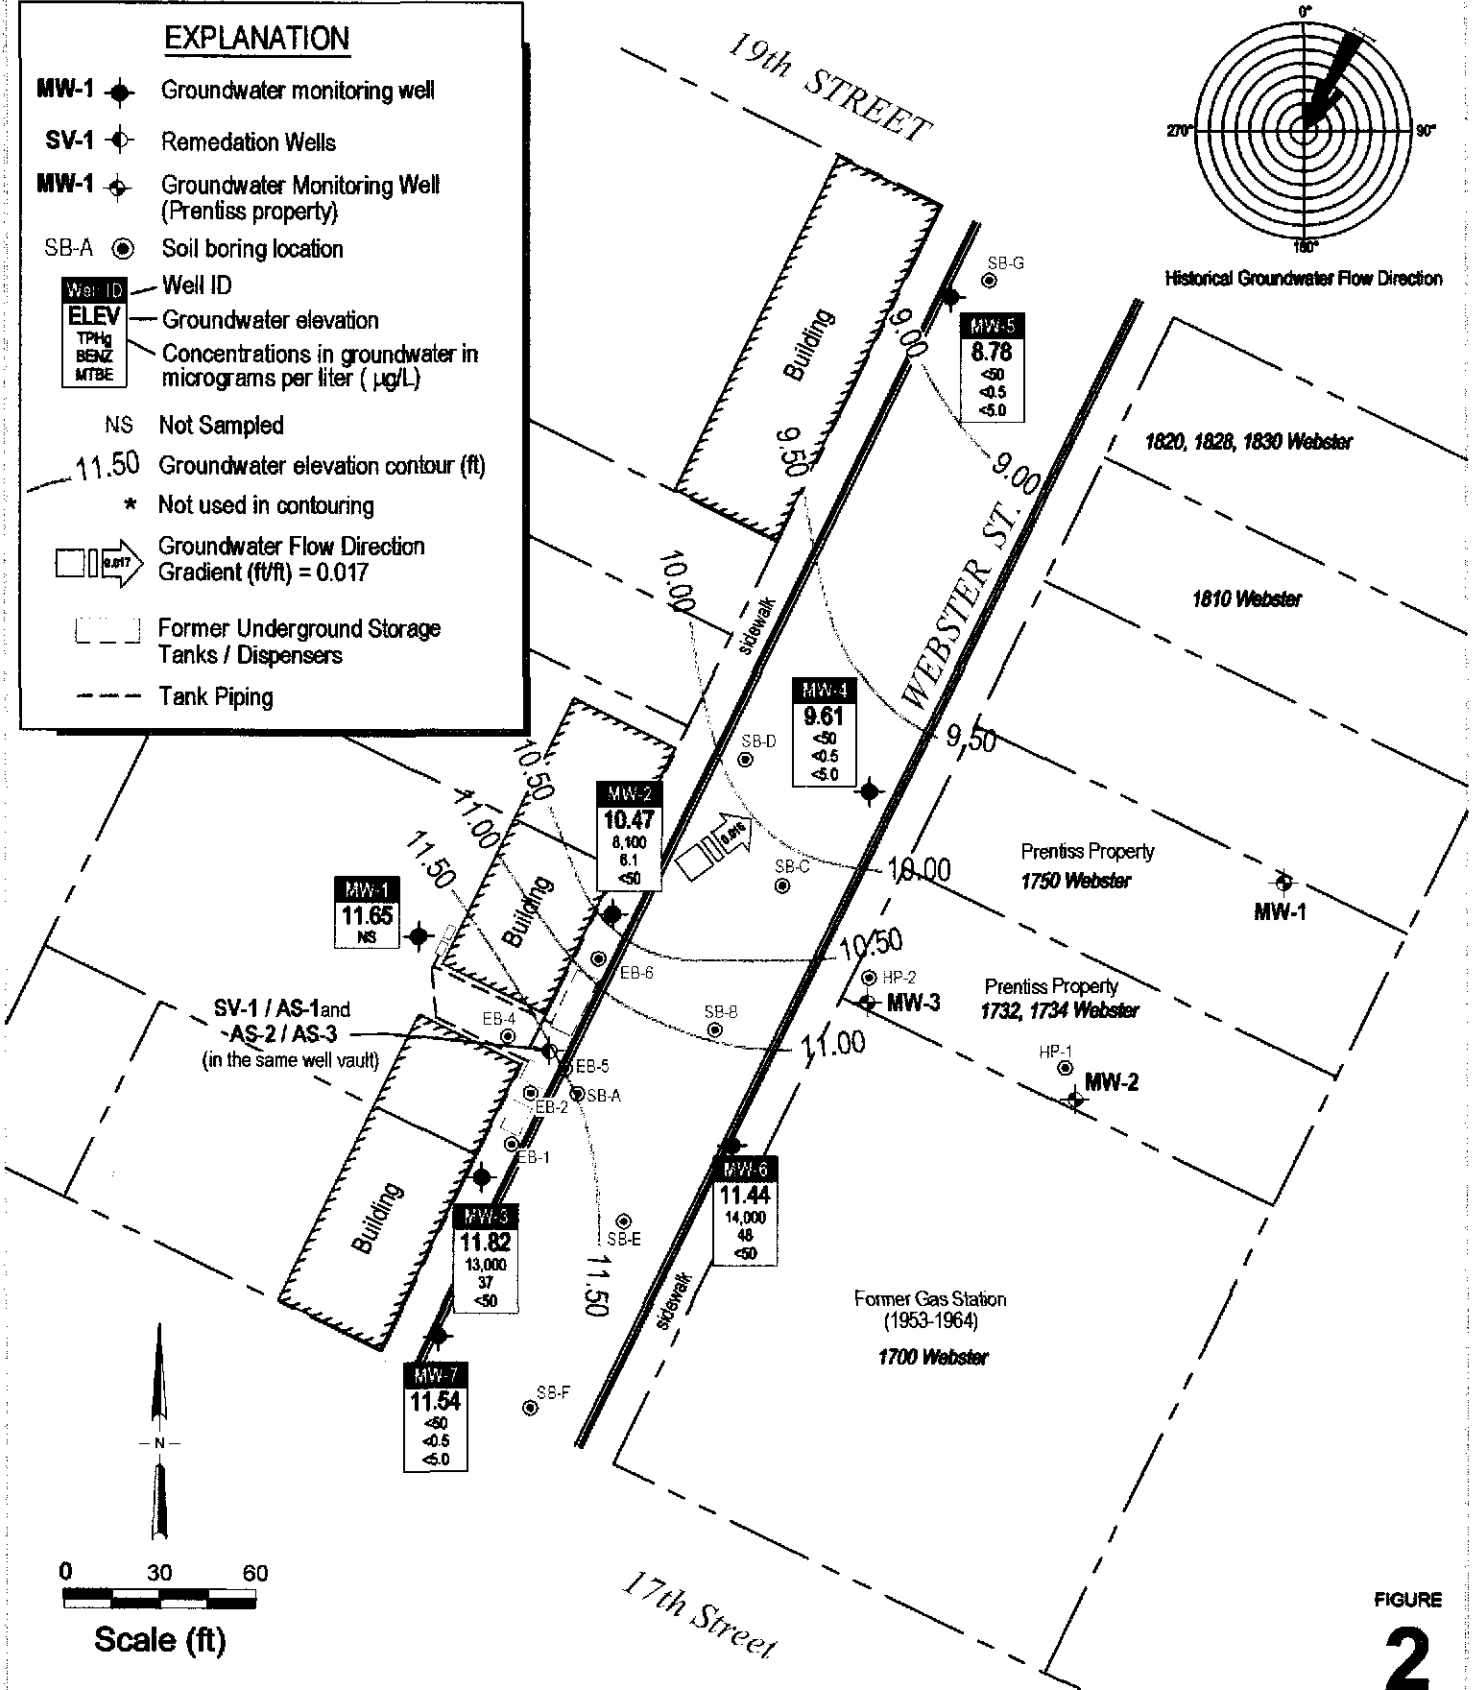 EXPLANATION
MW-1 Groundwater monitoring well
SV-1 Remedation Wells
MW-1 Groundwater Monitoring Well
(Prentiss property)
SB-A Soil boring location
Well ID Well ID
ELEV Groundwater elevation
TPHg
BENZ
MTBE
Concentrations in groundwater in
micrograms per liter ( µg/L)
NS Not Sampled
11.50 Groundwater elevation contour (ft)
* Not used in contouring
0.017 Groundwater Flow Direction
Gradient (ft/ft) = 0.017
Former Underground Storage
Tanks / Dispensers
Tank Piping
19th STREET
0°
90°
180°
270°
Historical Groundwater Flow Direction
SB-G
MW-5
8.78
<50
<0.5
<5.0
9.00
9.00
Building
9.50
1820, 1828, 1830 Webster
WEBSTER ST.
1810 Webster
10.00
sidewalk
MW-4
9.61
<50
<0.5
<5.0
9.50
SB-D
10.50
11.00
11.50
MW-2
10.47
8,100
6.1
<50
0.016
SB-C
10.00
Prentiss Property
1750 Webster
MW-1
MW-1
11.65
NS
Building
EB-6
10.50
HP-2
MW-3
Prentiss Property
1732, 1734 Webster
SV-1 / AS-1and
AS-2 / AS-3
(in the same well vault)
EB-4
SB-B
11.00
HP-1
MW-2
EB-5
EB-2
SB-A
EB-1
MW-6
11.44
14,000
48
<50
Building
MW-3
11.82
13,000
37
<50
SB-E
11.50
sidewalk
Former Gas Station
(1953-1964)
1700 Webster
MW-7
11.54
<50
<0.5
<5.0
SB-F
N
0 30 60
Scale (ft)
17th Street
FIGURE
2